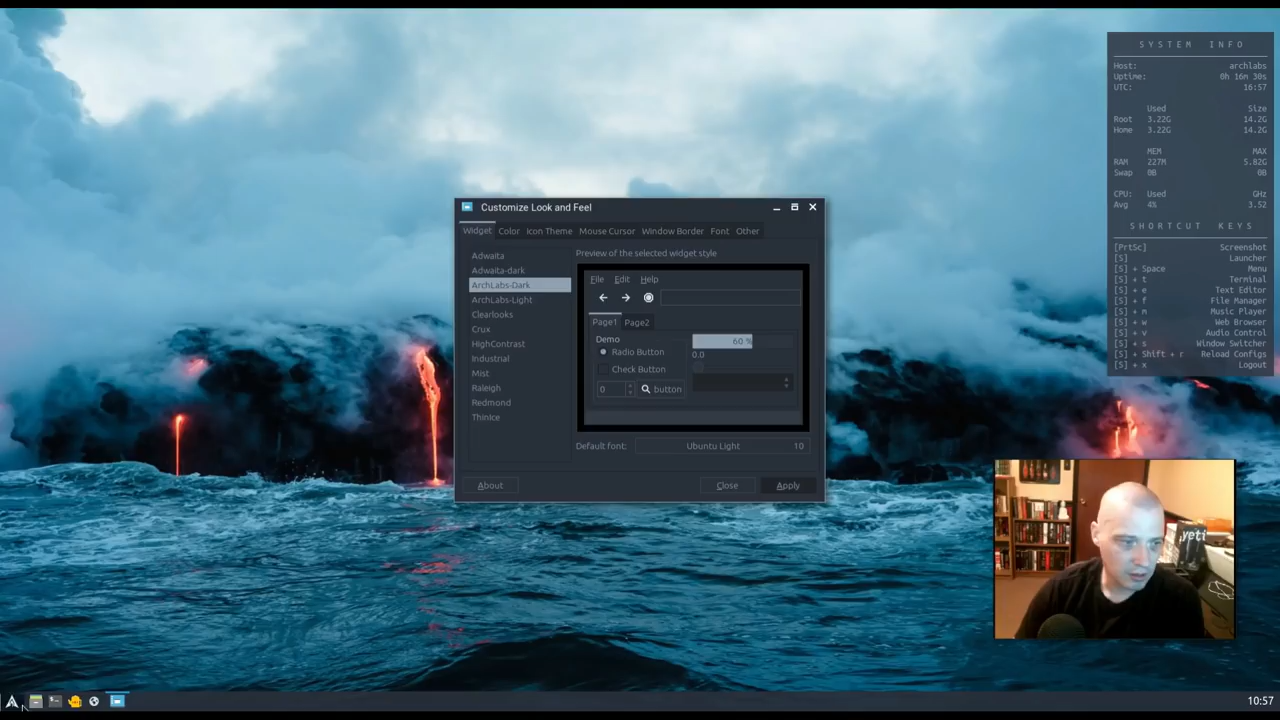 SYSTEM INFO
Host: archlabs
Uptime: 0h 16m 30s
UTC: 16:57
Used Size
Root 3.22G 14.2G
Home 3.22G 14.2G
MEM MAX
RAM 227M 5.82G
Swap 0B 0B
CPU: Used GHz
Avg 4% 3.52
SHORTCUT KEYS
[PrtSc] Screenshot
[S] Launcher
[S] + Space Menu
[S] + t Terminal
[S] + e Text Editor
[S] + f File Manager
[S] + m Music Player
[S] + w Web Browser
[S] + v Audio Control
[S] + s Window Switcher
[S] + Shift + r Reload Configs
[S] + x Logout
Customize Look and Feel
Widget Color Icon Theme Mouse Cursor Window Border Font Other
Adwaita
Adwaita-dark
ArchLabs-Dark
ArchLabs-Light
Clearlooks
Crux
HighContrast
Industrial
Mist
Raleigh
Redmond
ThinIce
Preview of the selected widget style
File Edit Help
Page1 Page2
Demo
60 %
Radio Button
0.0
Check Button
0 button
Default font: Ubuntu Light 10
About Close Apply
yeti
10:57